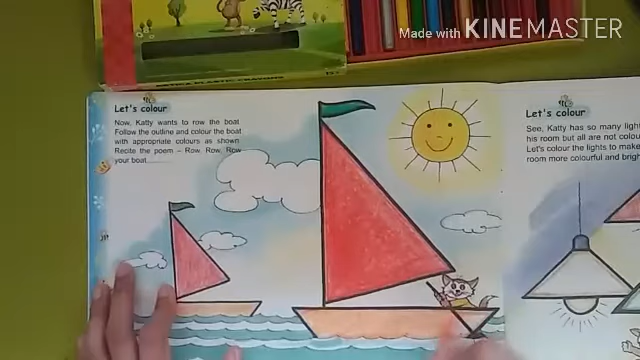 Made with KINEMASTER
Let's colour
Now, Katty wants to row the boat
Follow the outline and colour the boat
with appropriate colours as shown
Recite the poem – Row, Row, Row
your boat..........
Let's colour
See, Katty has so many ligh
his room but all are not colou
Let's colour the lights to make
room more colourful and brigh